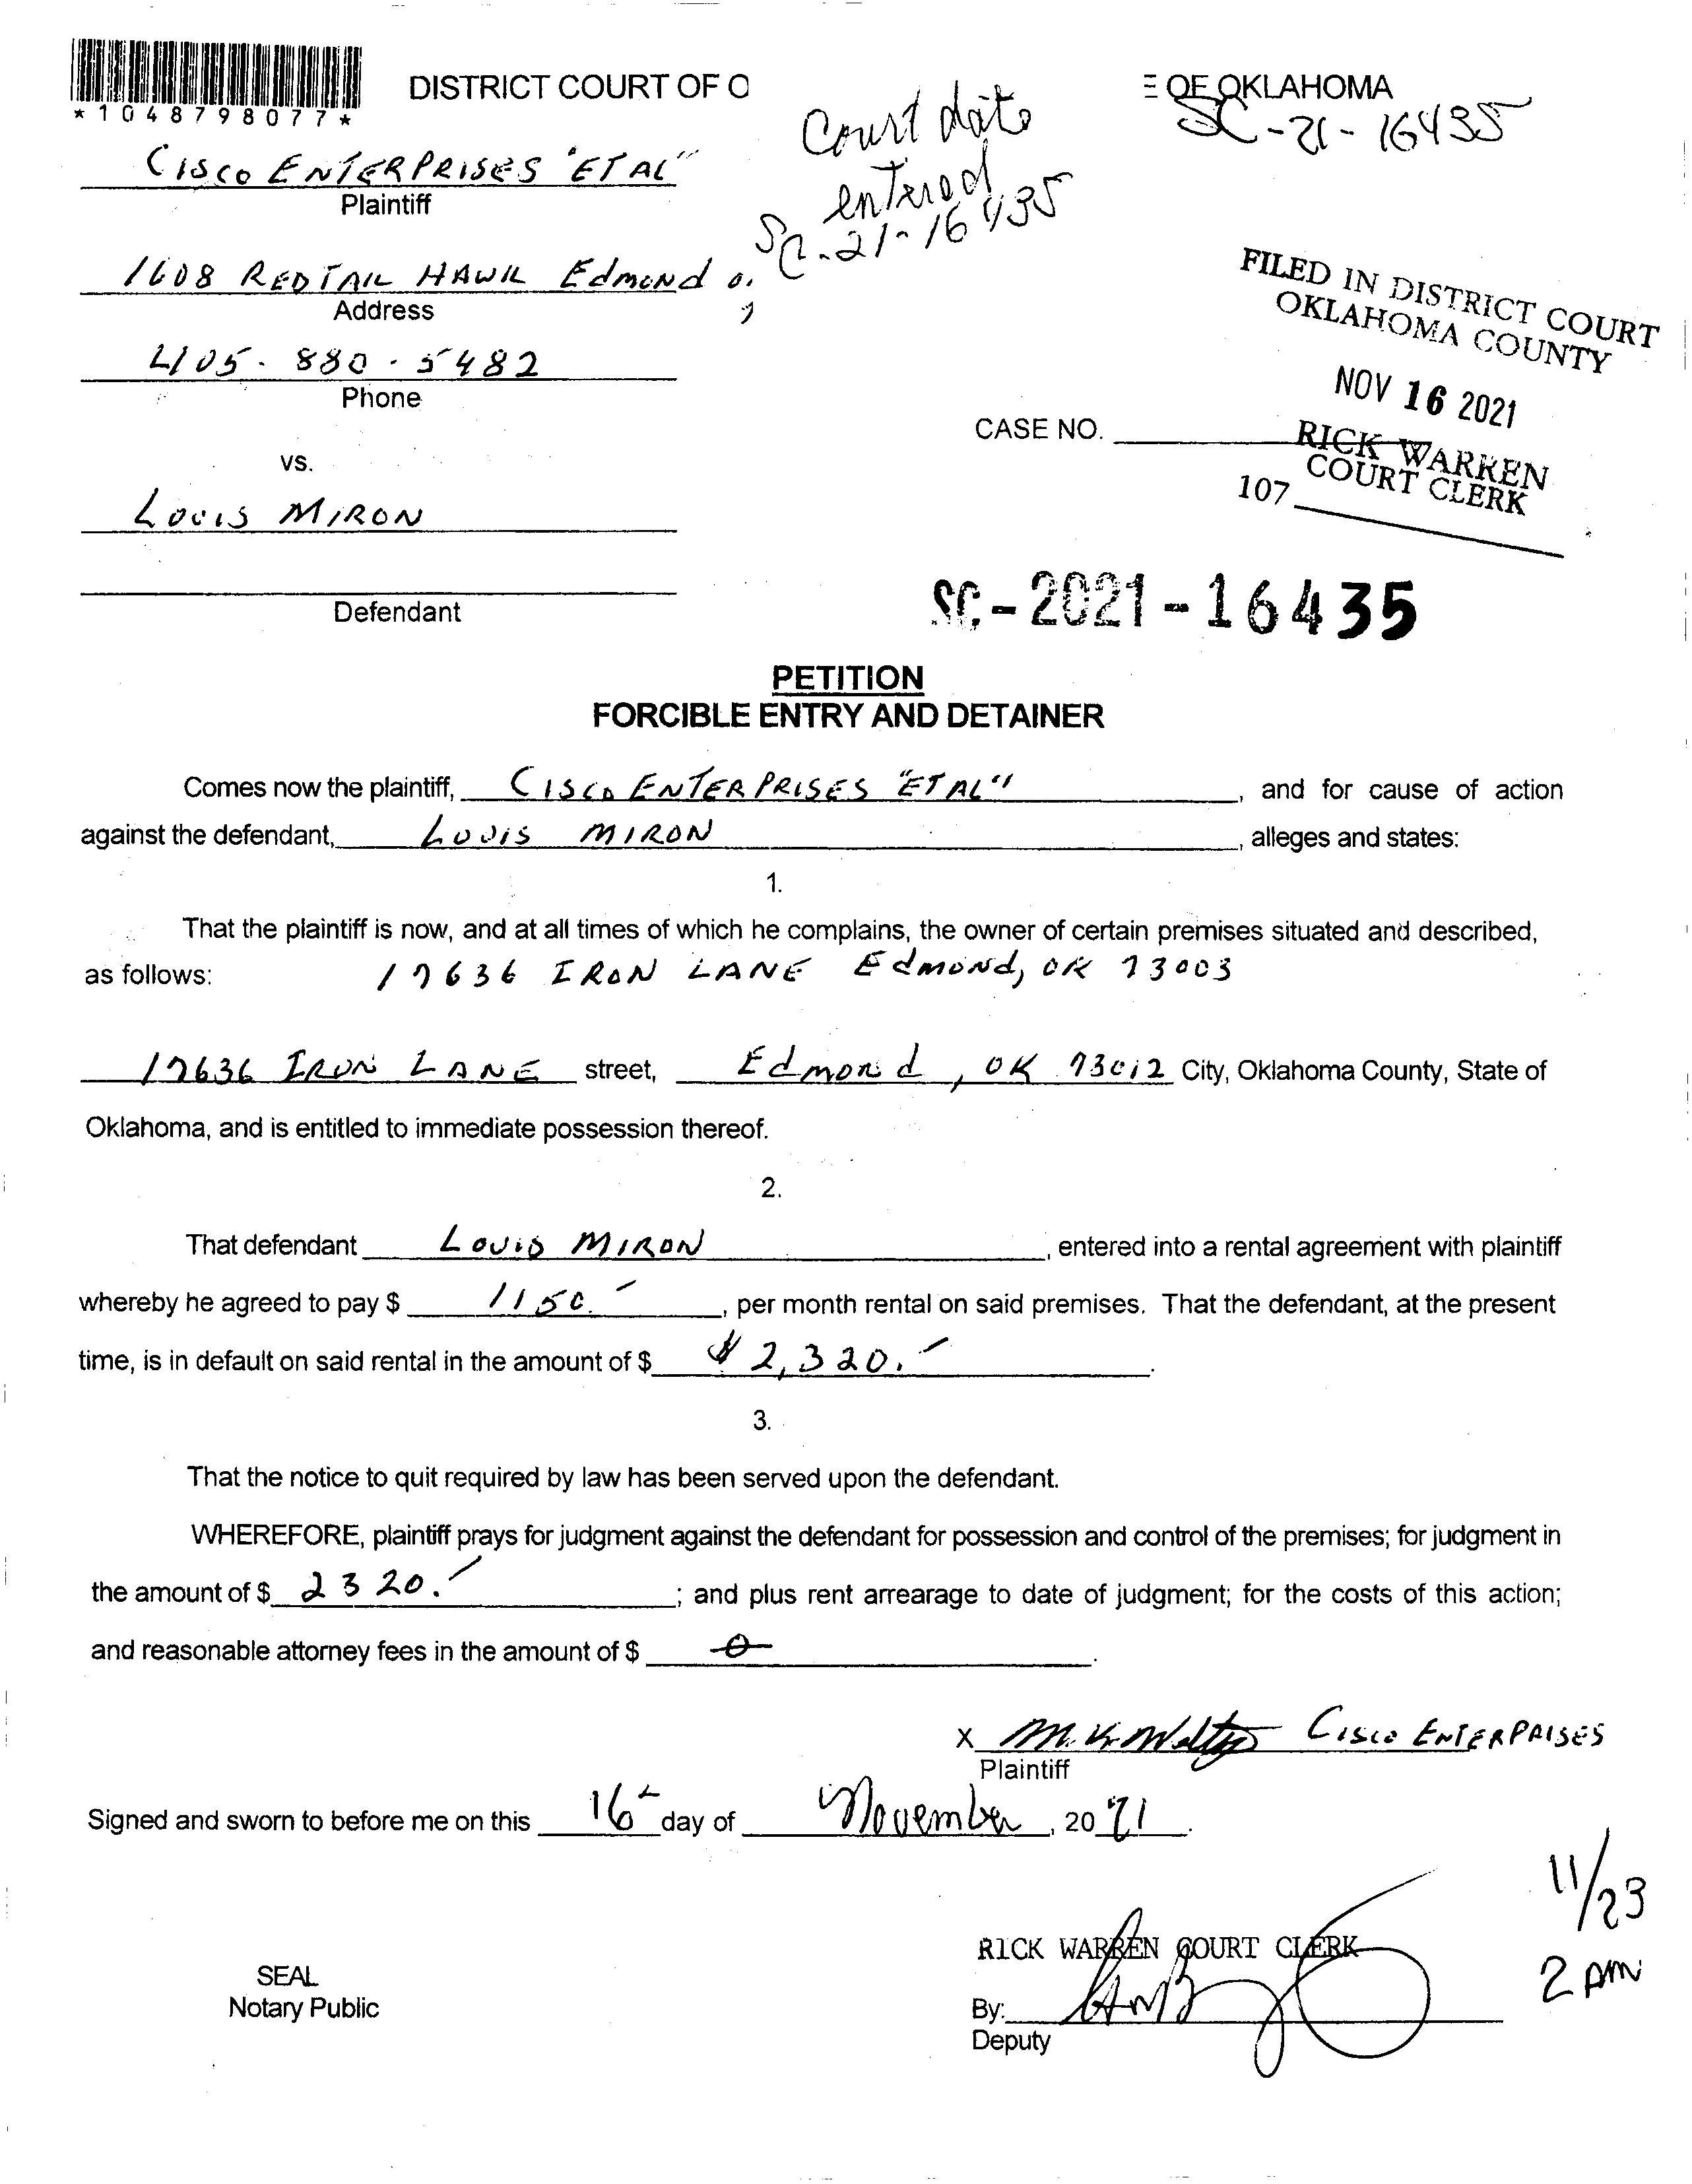 *1048798077*
DISTRICT COURT OF O
E OF OKLAHOMA
SC-21-16435
Court date
entered
SC-21-16435
CISCO ENTERPRISES "ET AL"
Plaintiff
1608 REDTAIL HAWK Edmond
Address
405-880-5482
Phone
FILED IN DISTRICT COURT
OKLAHOMA COUNTY
NOV 16 2021
RICK WARREN
COURT CLERK
107
CASE NO.
vs.
LOUIS MIRON
Defendant
SC-2021-16435
PETITION
FORCIBLE ENTRY AND DETAINER
Comes now the plaintiff, CISCO ENTERPRISES "ET AL", and for cause of action
against the defendant, LOUIS MIRON, alleges and states:
1.
That the plaintiff is now, and at all times of which he complains, the owner of certain premises situated and described,
as follows: 17636 IRON LANE Edmond, OK 73003
17636 IRON LANE street, Edmond, OK 73012 City, Oklahoma County, State of
Oklahoma, and is entitled to immediate possession thereof.
2.
That defendant LOUIS MIRON, entered into a rental agreement with plaintiff
whereby he agreed to pay $ 1150.-, per month rental on said premises. That the defendant, at the present
time, is in default on said rental in the amount of $ $2,320.-.
3.
That the notice to quit required by law has been served upon the defendant.
WHEREFORE, plaintiff prays for judgment against the defendant for possession and control of the premises; for judgment in
the amount of $ 2320.-; and plus rent arrearage to date of judgment; for the costs of this action;
and reasonable attorney fees in the amount of $ 0.
X CISCO ENTERPRISES
Plaintiff
Signed and sworn to before me on this 16 day of November, 2021.
11/23
2 AM
RICK WARREN COURT CLERK
SEAL
Notary Public
By:
Deputy